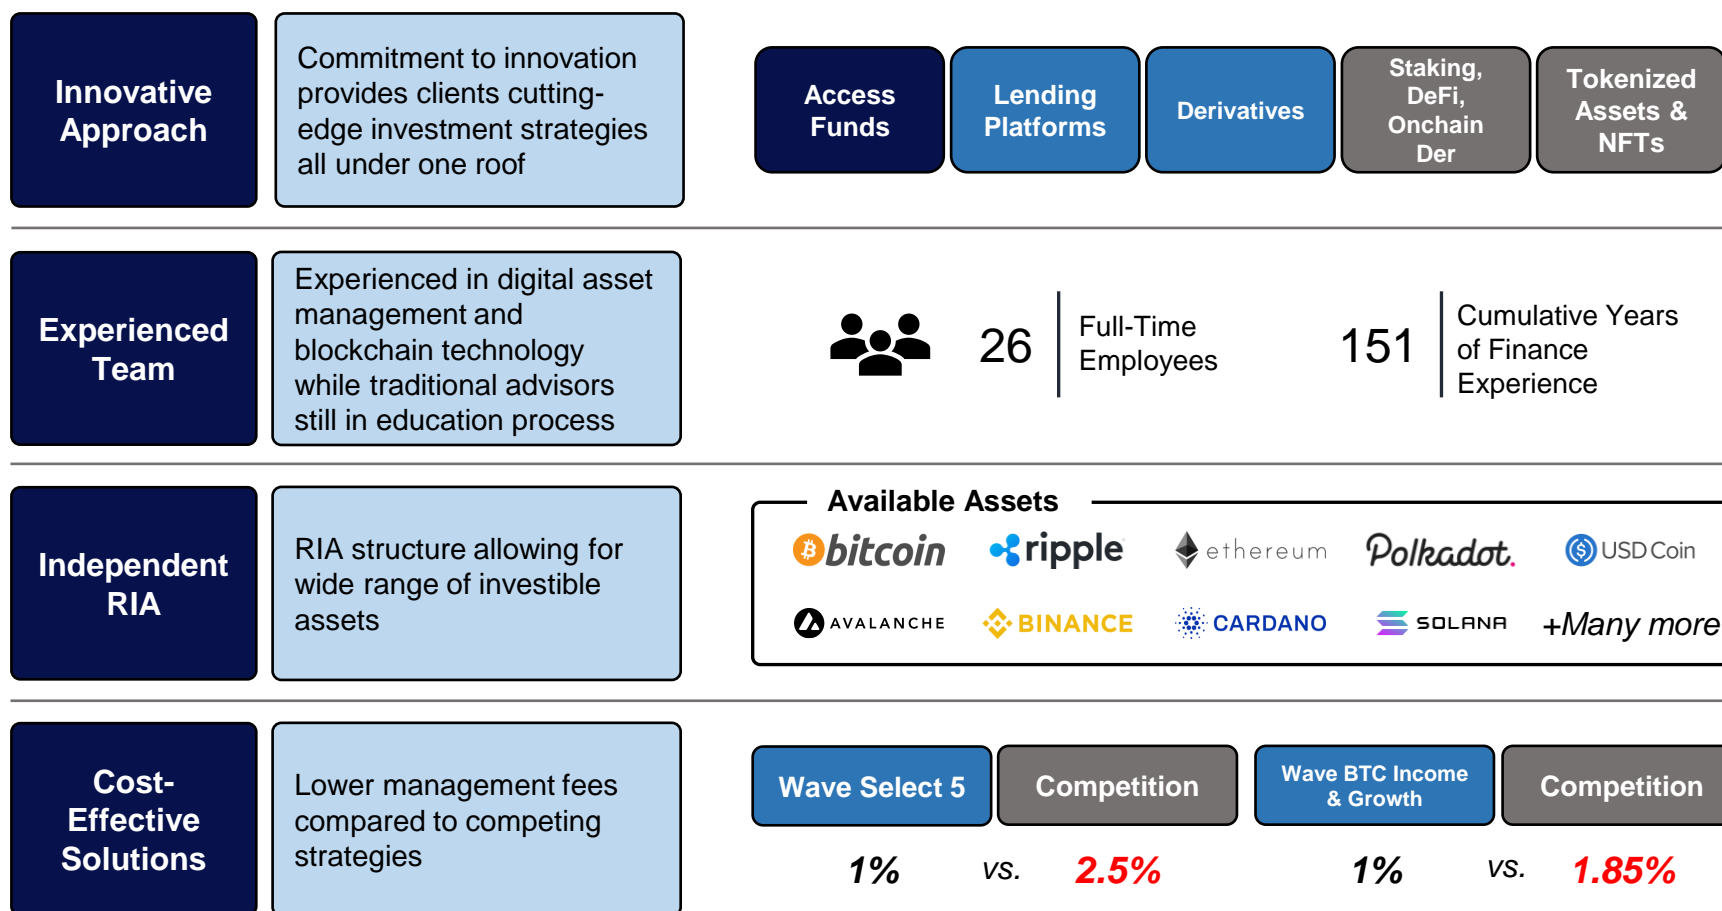 Innovative
Approach
Commitment to innovation
provides clients cutting-
edge investment strategies
all under one roof
Access
Funds
Lending
Platforms
Derivatives
Staking,
DeFi,
Onchain
Der
Tokenized
Assets &
NFTs
Experienced
Team
Experienced in digital asset
management and
blockchain technology
while traditional advisors
still in education process
26
Full-Time
Employees
151
Cumulative Years
of Finance
Experience
Independent
RIA
RIA structure allowing for
wide range of investible
assets
Available Assets
bitcoin
ripple
ethereum
Polkadot.
USD Coin
AVALANCHE
BINANCE
CARDANO
SOLANA
+Many more
Cost-
Effective
Solutions
Lower management fees
compared to competing
strategies
Wave Select 5
Competition
Wave BTC Income
& Growth
Competition
1%
vs.
2.5%
1%
vs.
1.85%